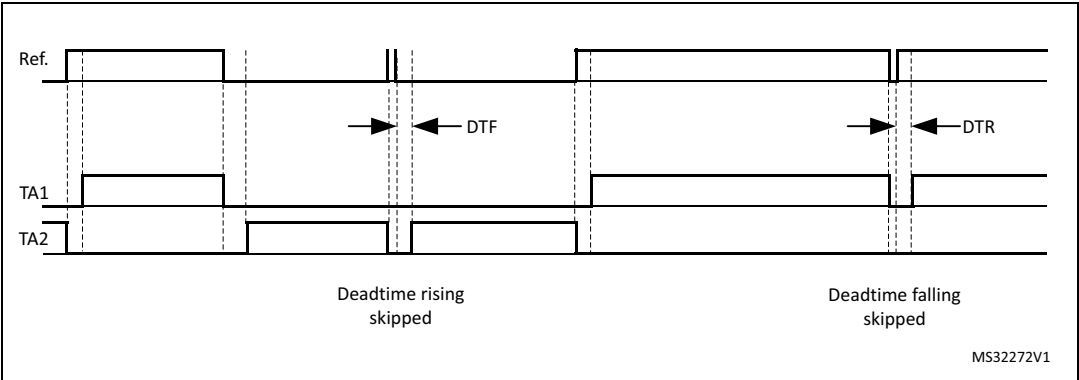 Ref.
DTF
DTR
TA1
TA2
Deadtime rising
skipped
Deadtime falling
skipped
MS32272V1